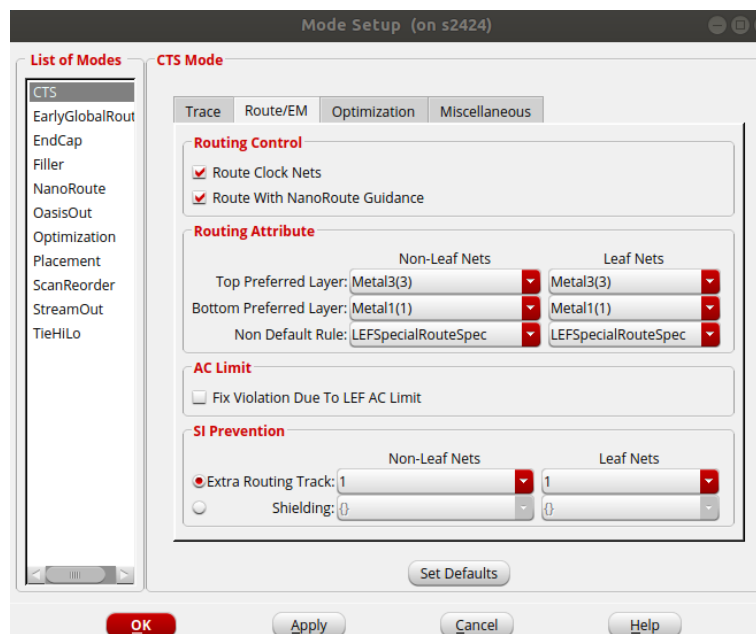 Mode Setup (on s2424)
List of Modes
CTS
EarlyGlobalRout
EndCap
Filler
NanoRoute
OasisOut
Optimization
Placement
ScanReorder
StreamOut
TieHiLo
CTS Mode
Trace Route/EM Optimization Miscellaneous
Routing Control
Route Clock Nets
Route With NanoRoute Guidance
Routing Attribute
Non-Leaf Nets Leaf Nets
Top Preferred Layer: Metal3(3) Metal3(3)
Bottom Preferred Layer: Metal1(1) Metal1(1)
Non Default Rule: LEFSpecialRouteSpec LEFSpecialRouteSpec
AC Limit
Fix Violation Due To LEF AC Limit
SI Prevention
Non-Leaf Nets Leaf Nets
Extra Routing Track: 1 1
Shielding: {} {}
Set Defaults
OK Apply Cancel Help